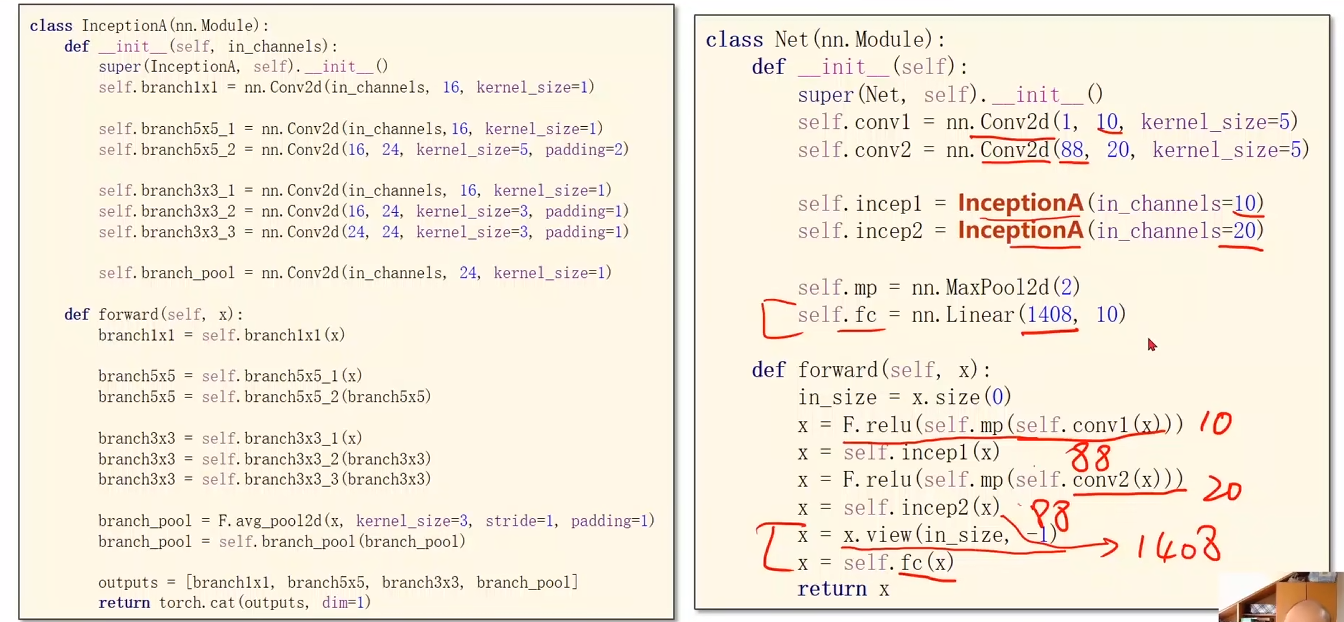 class InceptionA(nn.Module):
    def __init__(self, in_channels):
        super(InceptionA, self).__init__()
        self.branch1x1 = nn.Conv2d(in_channels, 16, kernel_size=1)
        self.branch5x5_1 = nn.Conv2d(in_channels,16, kernel_size=1)
        self.branch5x5_2 = nn.Conv2d(16, 24, kernel_size=5, padding=2)
        self.branch3x3_1 = nn.Conv2d(in_channels, 16, kernel_size=1)
        self.branch3x3_2 = nn.Conv2d(16, 24, kernel_size=3, padding=1)
        self.branch3x3_3 = nn.Conv2d(24, 24, kernel_size=3, padding=1)
        self.branch_pool = nn.Conv2d(in_channels, 24, kernel_size=1)
    def forward(self, x):
        branch1x1 = self.branch1x1(x)
        branch5x5 = self.branch5x5_1(x)
        branch5x5 = self.branch5x5_2(branch5x5)
        branch3x3 = self.branch3x3_1(x)
        branch3x3 = self.branch3x3_2(branch3x3)
        branch3x3 = self.branch3x3_3(branch3x3)
        branch_pool = F.avg_pool2d(x, kernel_size=3, stride=1, padding=1)
        branch_pool = self.branch_pool(branch_pool)
        outputs = [branch1x1, branch5x5, branch3x3, branch_pool]
        return torch.cat(outputs, dim=1)
class Net(nn.Module):
    def __init__(self):
        super(Net, self).__init__()
        self.conv1 = nn.Conv2d(1, 10, kernel_size=5)
        self.conv2 = nn.Conv2d(88, 20, kernel_size=5)
        self.incep1 = InceptionA(in_channels=10)
        self.incep2 = InceptionA(in_channels=20)
        self.mp = nn.MaxPool2d(2)
        self.fc = nn.Linear(1408, 10)
    def forward(self, x):
        in_size = x.size(0)
        x = F.relu(self.mp(self.conv1(x))) 10
        x = self.incep1(x) 88
        x = F.relu(self.mp(self.conv2(x))) 20
        x = self.incep2(x) 88
        x = x.view(in_size, -1) 1408
        x = self.fc(x)
        return x